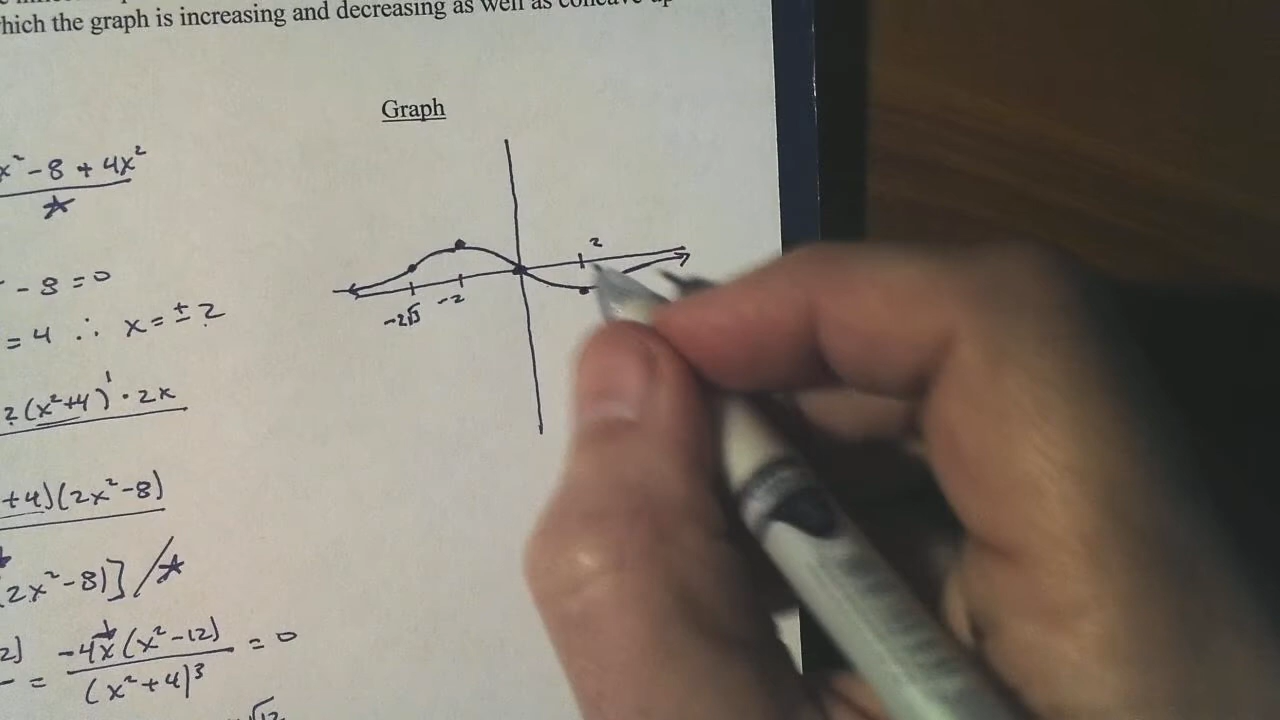 which the graph is increasing and decreasing as well as concave up
Graph
x² - 8 + 4x²
- 8 = 0
= 4 ∴ x = ± 2
2(x²+4)¹ · 2x
+4)(2x²-8)
2x²-8)]/☆
-4x(x²-12) = 0
= (x²+4)³
√12
2
-2
-2√3